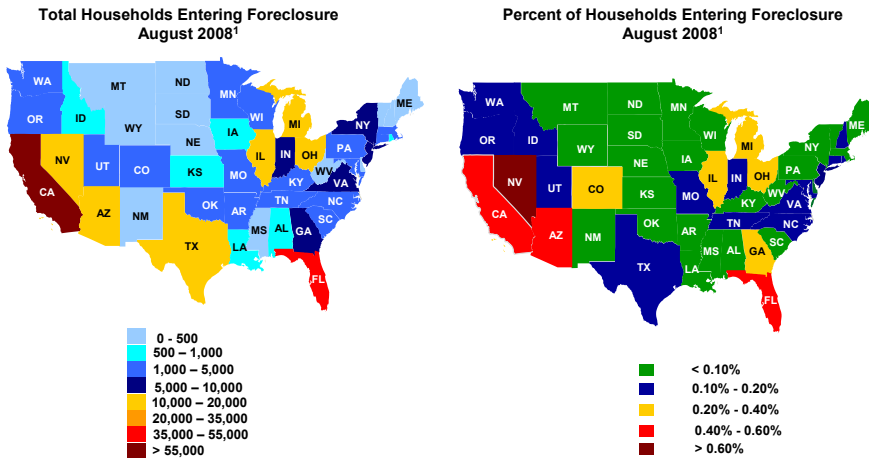 Total Households Entering Foreclosure
August 2008¹
WA
OR
ID
MT
WY
ND
SD
NE
MN
WI
IA
MI
IL
IN
OH
NY
ME
PA
NV
UT
CO
KS
MO
KY
WV
VA
CA
AZ
NM
OK
AR
TN
NC
SC
TX
LA
MS
AL
GA
FL
0 - 500
500 – 1,000
1,000 – 5,000
5,000 – 10,000
10,000 – 20,000
20,000 – 35,000
35,000 – 55,000
> 55,000
Percent of Households Entering Foreclosure
August 2008¹
WA
OR
ID
MT
WY
ND
SD
NE
MN
WI
IA
MI
IL
IN
OH
NY
ME
PA
NV
UT
CO
KS
MO
KY
WV
VA
CA
AZ
NM
OK
AR
TN
NC
SC
TX
LA
MS
AL
GA
FL
< 0.10%
0.10% - 0.20%
0.20% - 0.40%
0.40% - 0.60%
> 0.60%